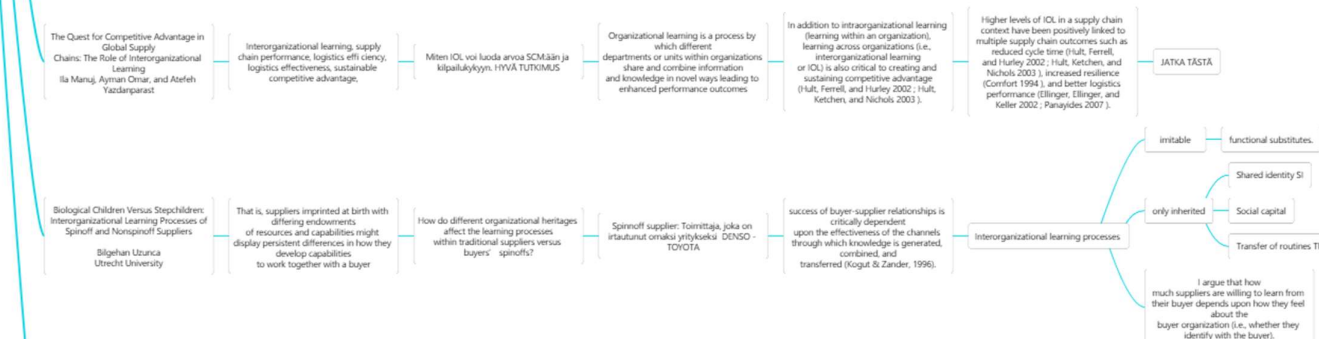 The Quest for Competitive Advantage in
Global Supply
Chains: The Role of Interorganizational
Learning
Ila Manuj, Ayman Omar, and Atefeh
Yazdanparast
Interorganizational learning, supply
chain performance, logistics effi ciency,
logistics effectiveness, sustainable
competitive advantage,
Miten IOL voi luoda arvoa SCM:ään ja
kilpailukykyyn. HYVÄ TUTKIMUS
Organizational learning is a process by
which different
departments or units within organizations
share and combine information
and knowledge in novel ways leading to
enhanced performance outcomes
In addition to intraorganizational learning
(learning within an organization),
learning across organizations (i.e.,
interorganizational learning
or IOL) is also critical to creating and
sustaining competitive advantage
(Hult, Ferrell, and Hurley 2002 ; Hult,
Ketchen, and Nichols 2003 ).
Higher levels of IOL in a supply chain
context have been positively linked to
multiple supply chain outcomes such as
reduced cycle time (Hult, Ferrell,
and Hurley 2002 ; Hult, Ketchen, and
Nichols 2003 ), increased resilience
(Comfort 1994 ), and better logistics
performance (Ellinger, Ellinger, and
Keller 2002 ; Panayides 2007 ).
JATKA TÄSTÄ
Biological Children Versus Stepchildren:
Interorganizational Learning Processes of
Spinoff and Nonspinoff Suppliers
Bilgehan Uzunca
Utrecht University
That is, suppliers imprinted at birth with
differing endowments
of resources and capabilities might
display persistent differences in how they
develop capabilities
to work together with a buyer
How do different organizational heritages
affect the learning processes
within traditional suppliers versus
buyers' spinoffs?
Spinnoff supplier: Toimittaja, joka on
irtautunut omaksi yritykseksi DENSO -
TOYOTA
success of buyer-supplier relationships is
critically dependent
upon the effectiveness of the channels
through which knowledge is generated,
combined, and
transferred (Kogut & Zander, 1996).
Interorganizational learning processes
imitable
functional substitutes.
only inherited
Shared identity SI
Social capital
Transfer of routines
I argue that how
much suppliers are willing to learn from
their buyer depends upon how they feel
about the
buyer organization (i.e., whether they
identify with the buyer).